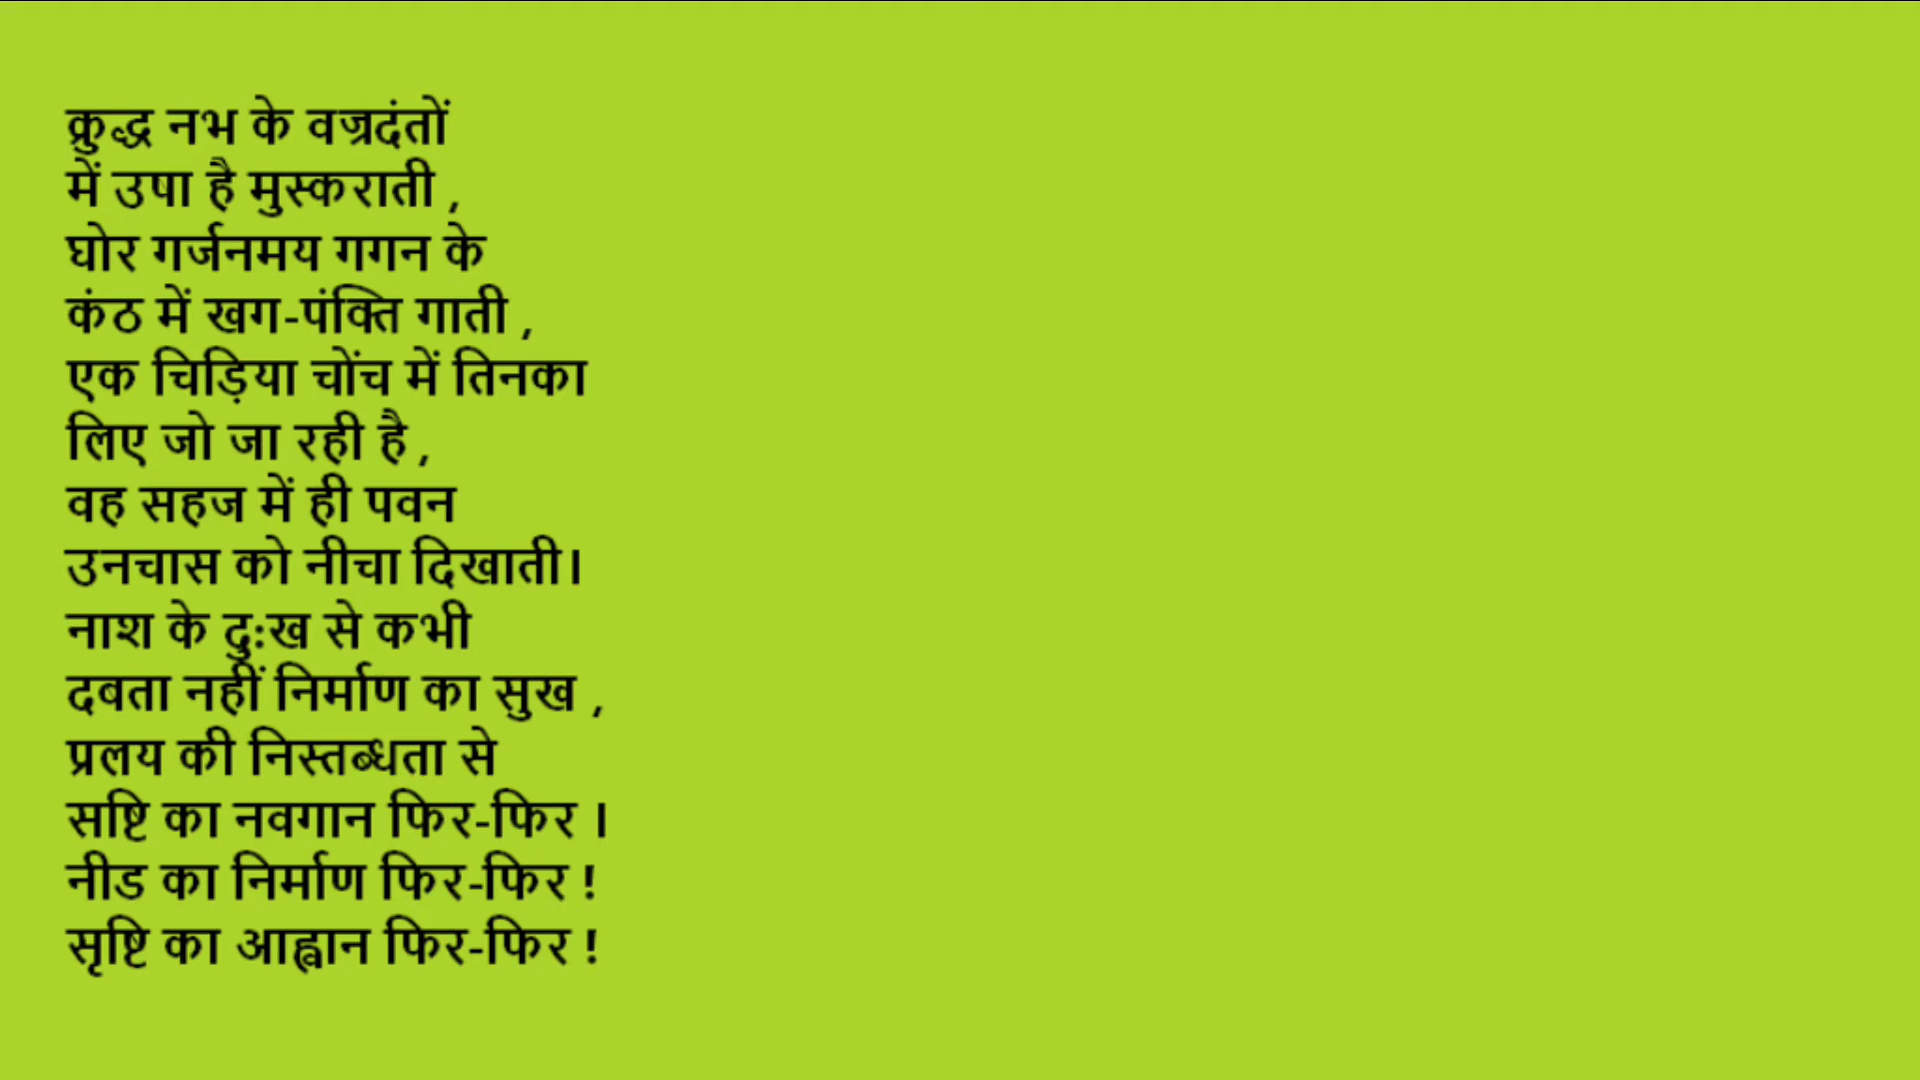 क्रुद्ध नभ के वज्रदंतों
में उषा है मुस्कराती ,
घोर गर्जनमय गगन के
कंठ में खग-पंक्ति गाती ,
एक चिड़िया चोंच में तिनका
लिए जो जा रही है ,
वह सहज में ही पवन
उनचास को नीचा दिखाती।
नाश के दुःख से कभी
दबता नहीं निर्माण का सुख ,
प्रलय की निस्तब्धता से
सष्टि का नवगान फिर-फिर ।
नीड का निर्माण फिर-फिर !
सृष्टि का आह्वान फिर-फिर !